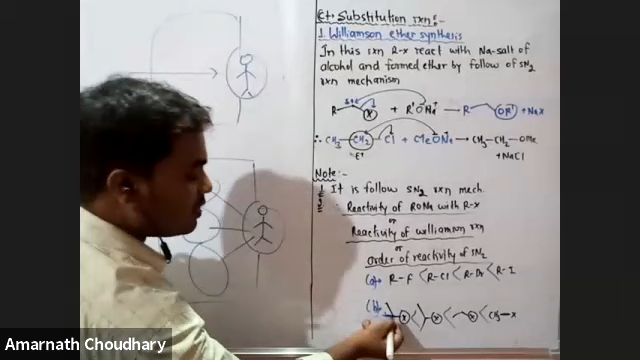 Substitution rxn:-
1. Williamson ether synthesis
In this rxn R-x react with Na-salt of
alcohol and formed ether by follow of SN2
rxn mechanism
R + R'ONa → R OR' + Nax
∴ CH3-CH2-Cl + MeONa → CH3-CH2-OMe
+ NaCl
Note:-
It is follow SN2 rxn mech.
Reactivity of RONa with R-x
or
Reactivity of williamson rxn
or
order of reactivity of SN2
(a) R-F < R-Cl < R-Br < R-I
(b) x < x < x < CH3-x
Amarnath Choudhary